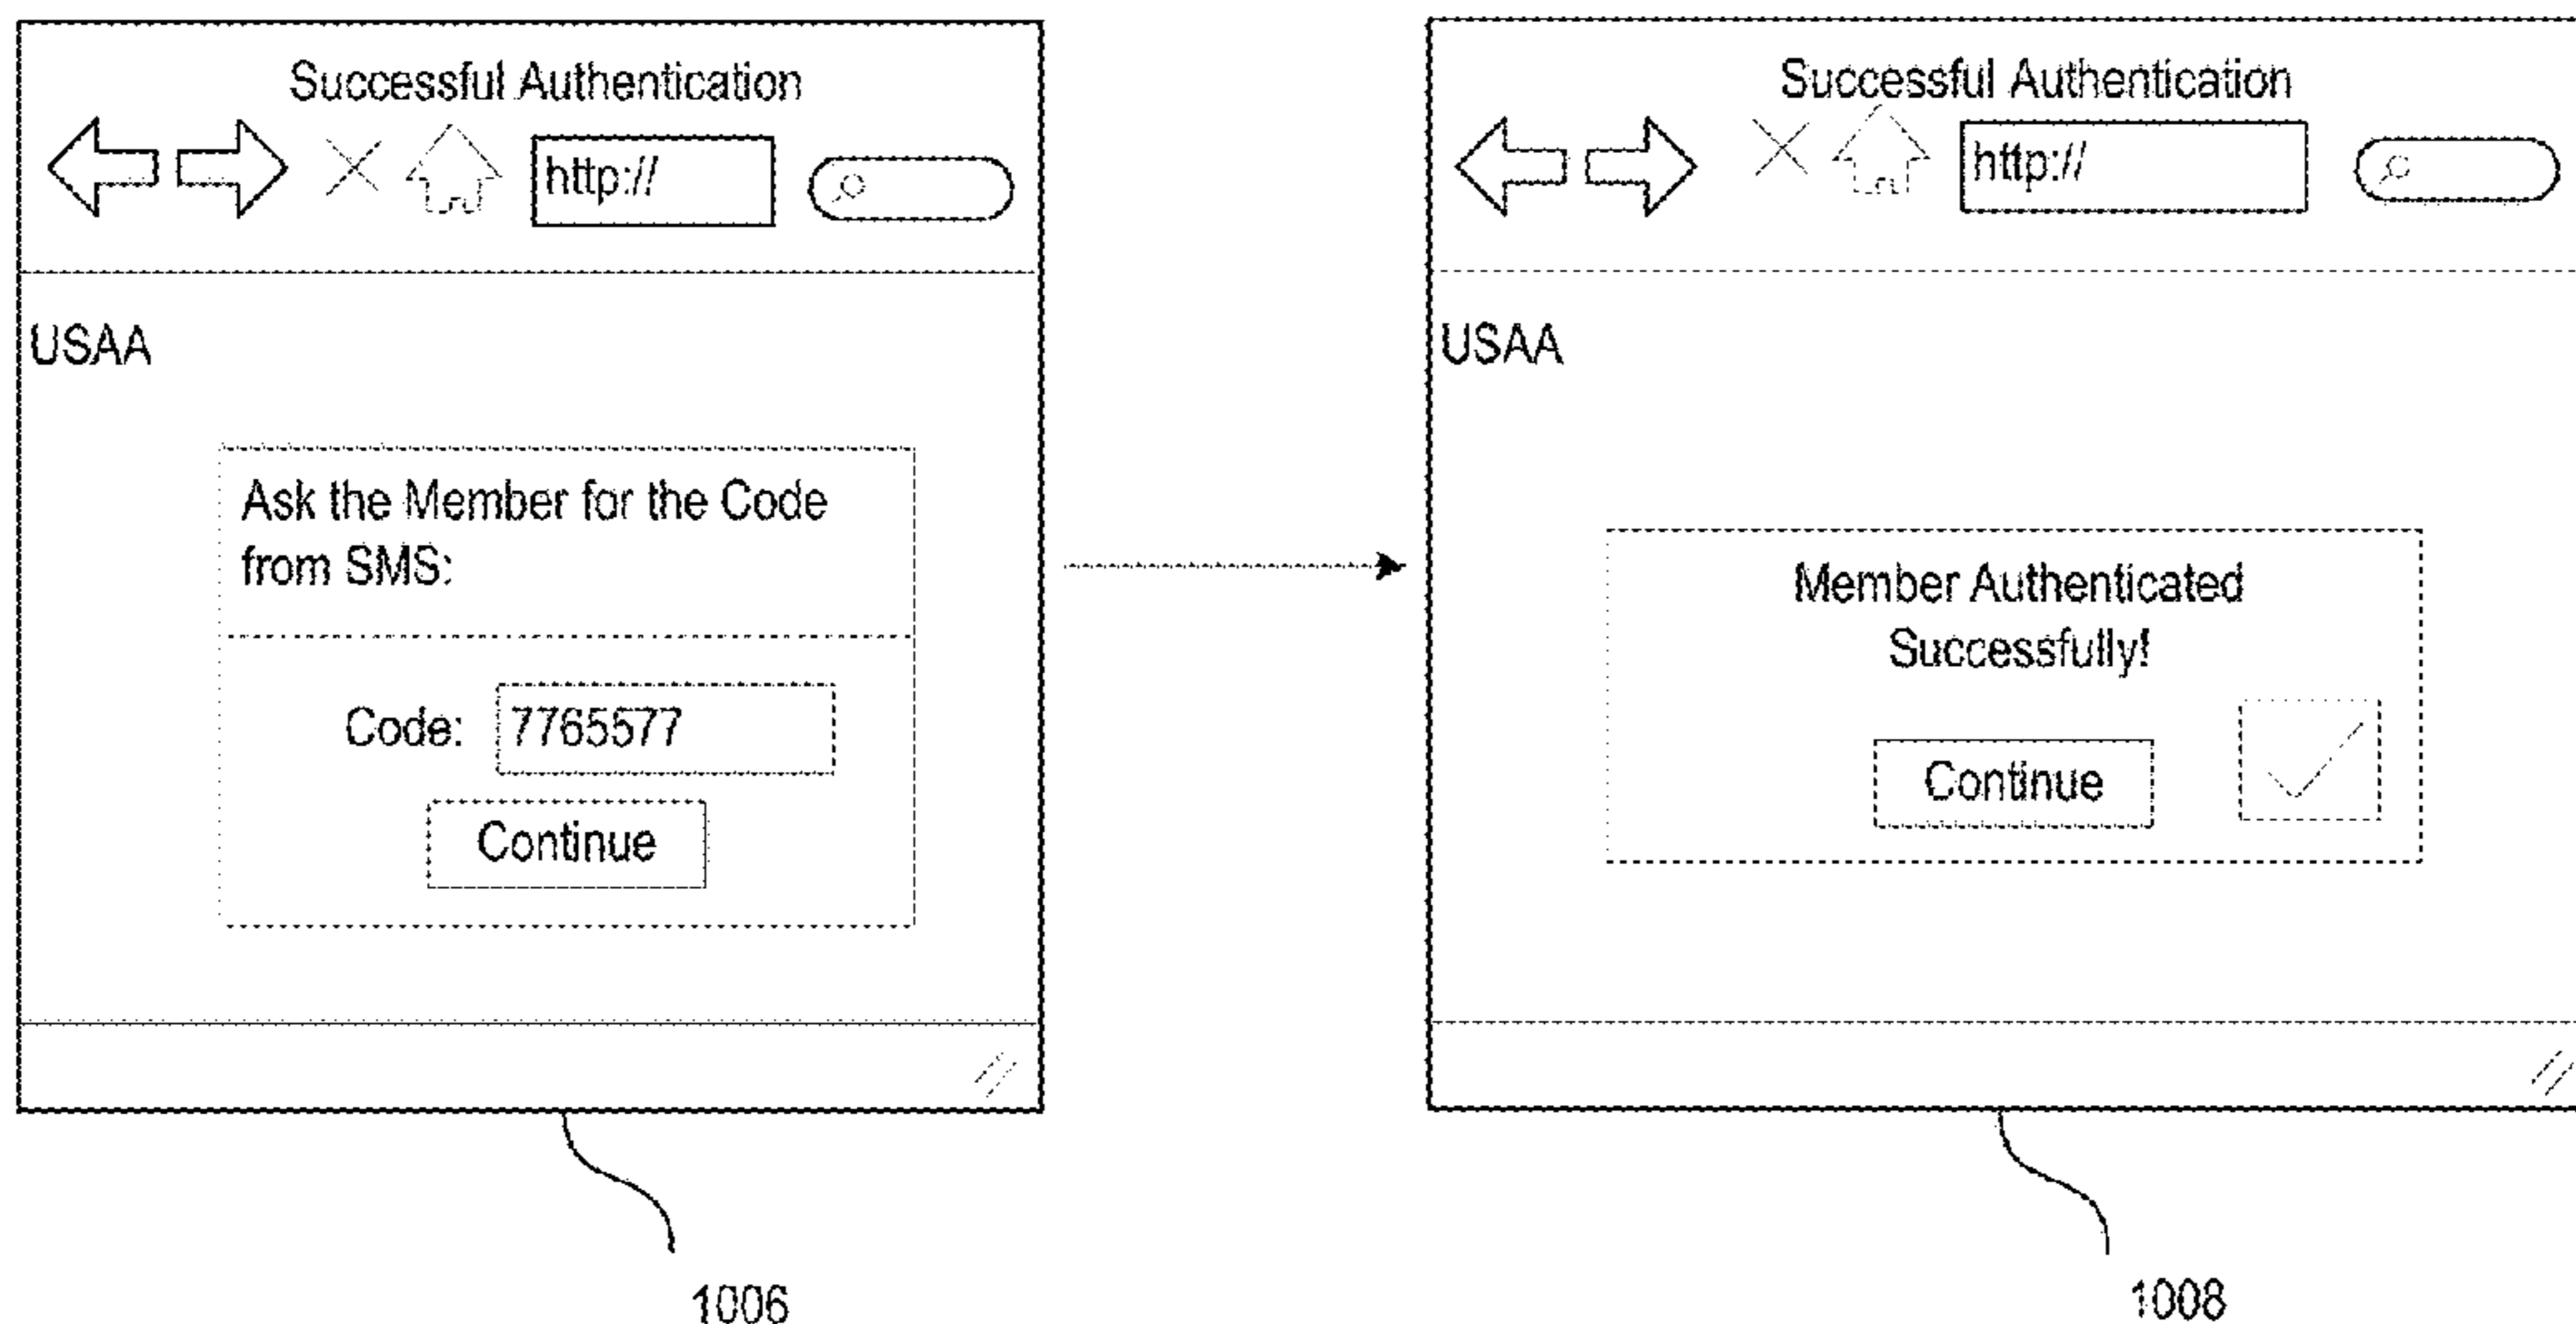 Successful Authentication
http://
USAA
Ask the Member for the Code
from SMS:
Code: 7765577
Continue
1006
Successful Authentication
http://
USAA
Member Authenticated
Successfully!
Continue
1008